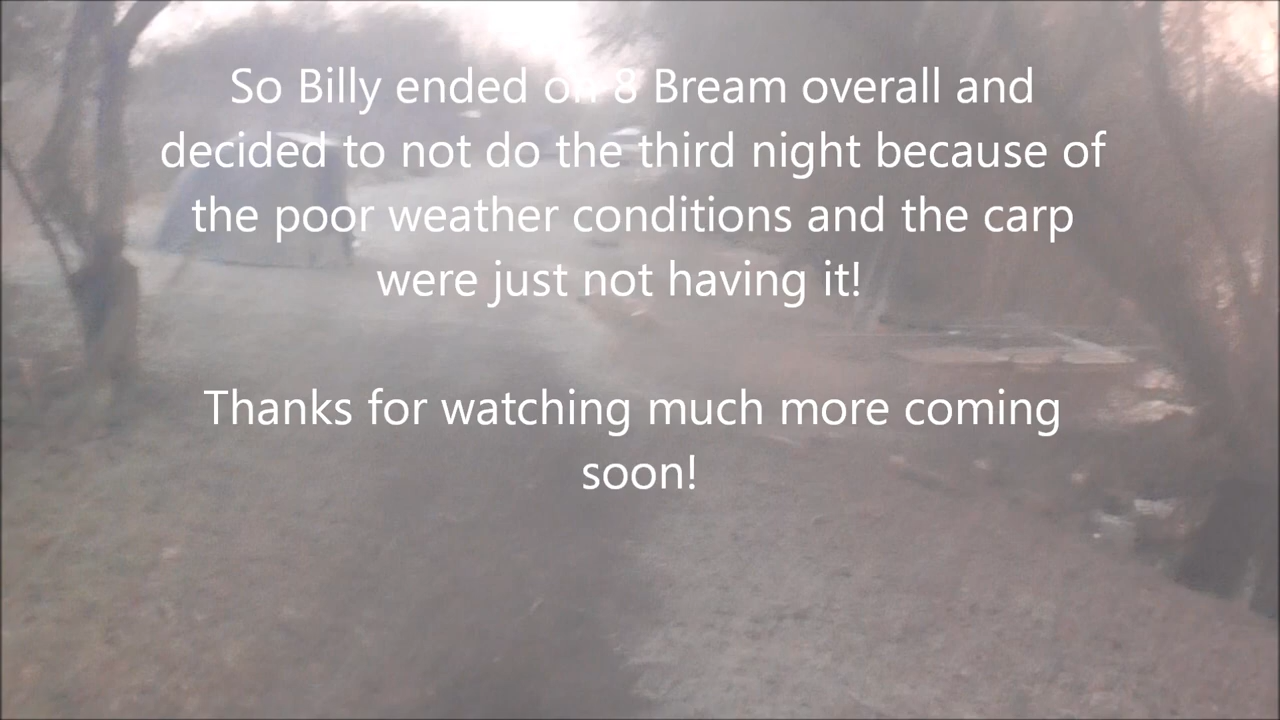 So Billy ended on 8 Bream overall and
decided to not do the third night because of
the poor weather conditions and the carp
were just not having it!
Thanks for watching much more coming
soon!